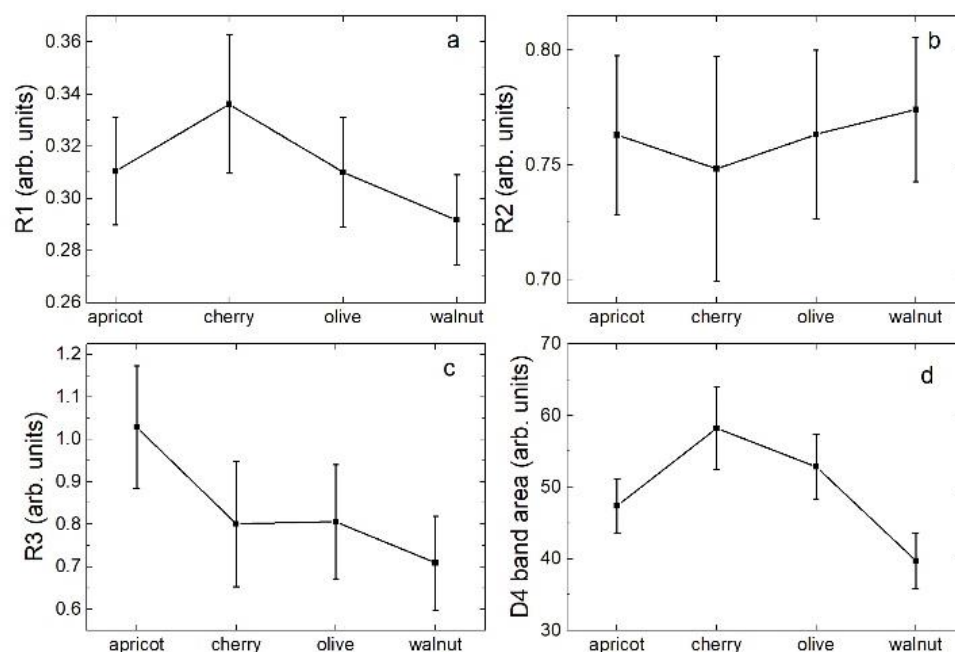 a
R1 (arb. units)
0.36
0.34
0.32
0.30
0.28
0.26
apricot cherry olive walnut
b
R2 (arb. units)
0.80
0.75
0.70
apricot cherry olive walnut
c
R3 (arb. units)
1.2
1.1
1.0
0.9
0.8
0.7
0.6
apricot cherry olive walnut
d
D4 band area (arb. units)
70
60
50
40
30
apricot cherry olive walnut